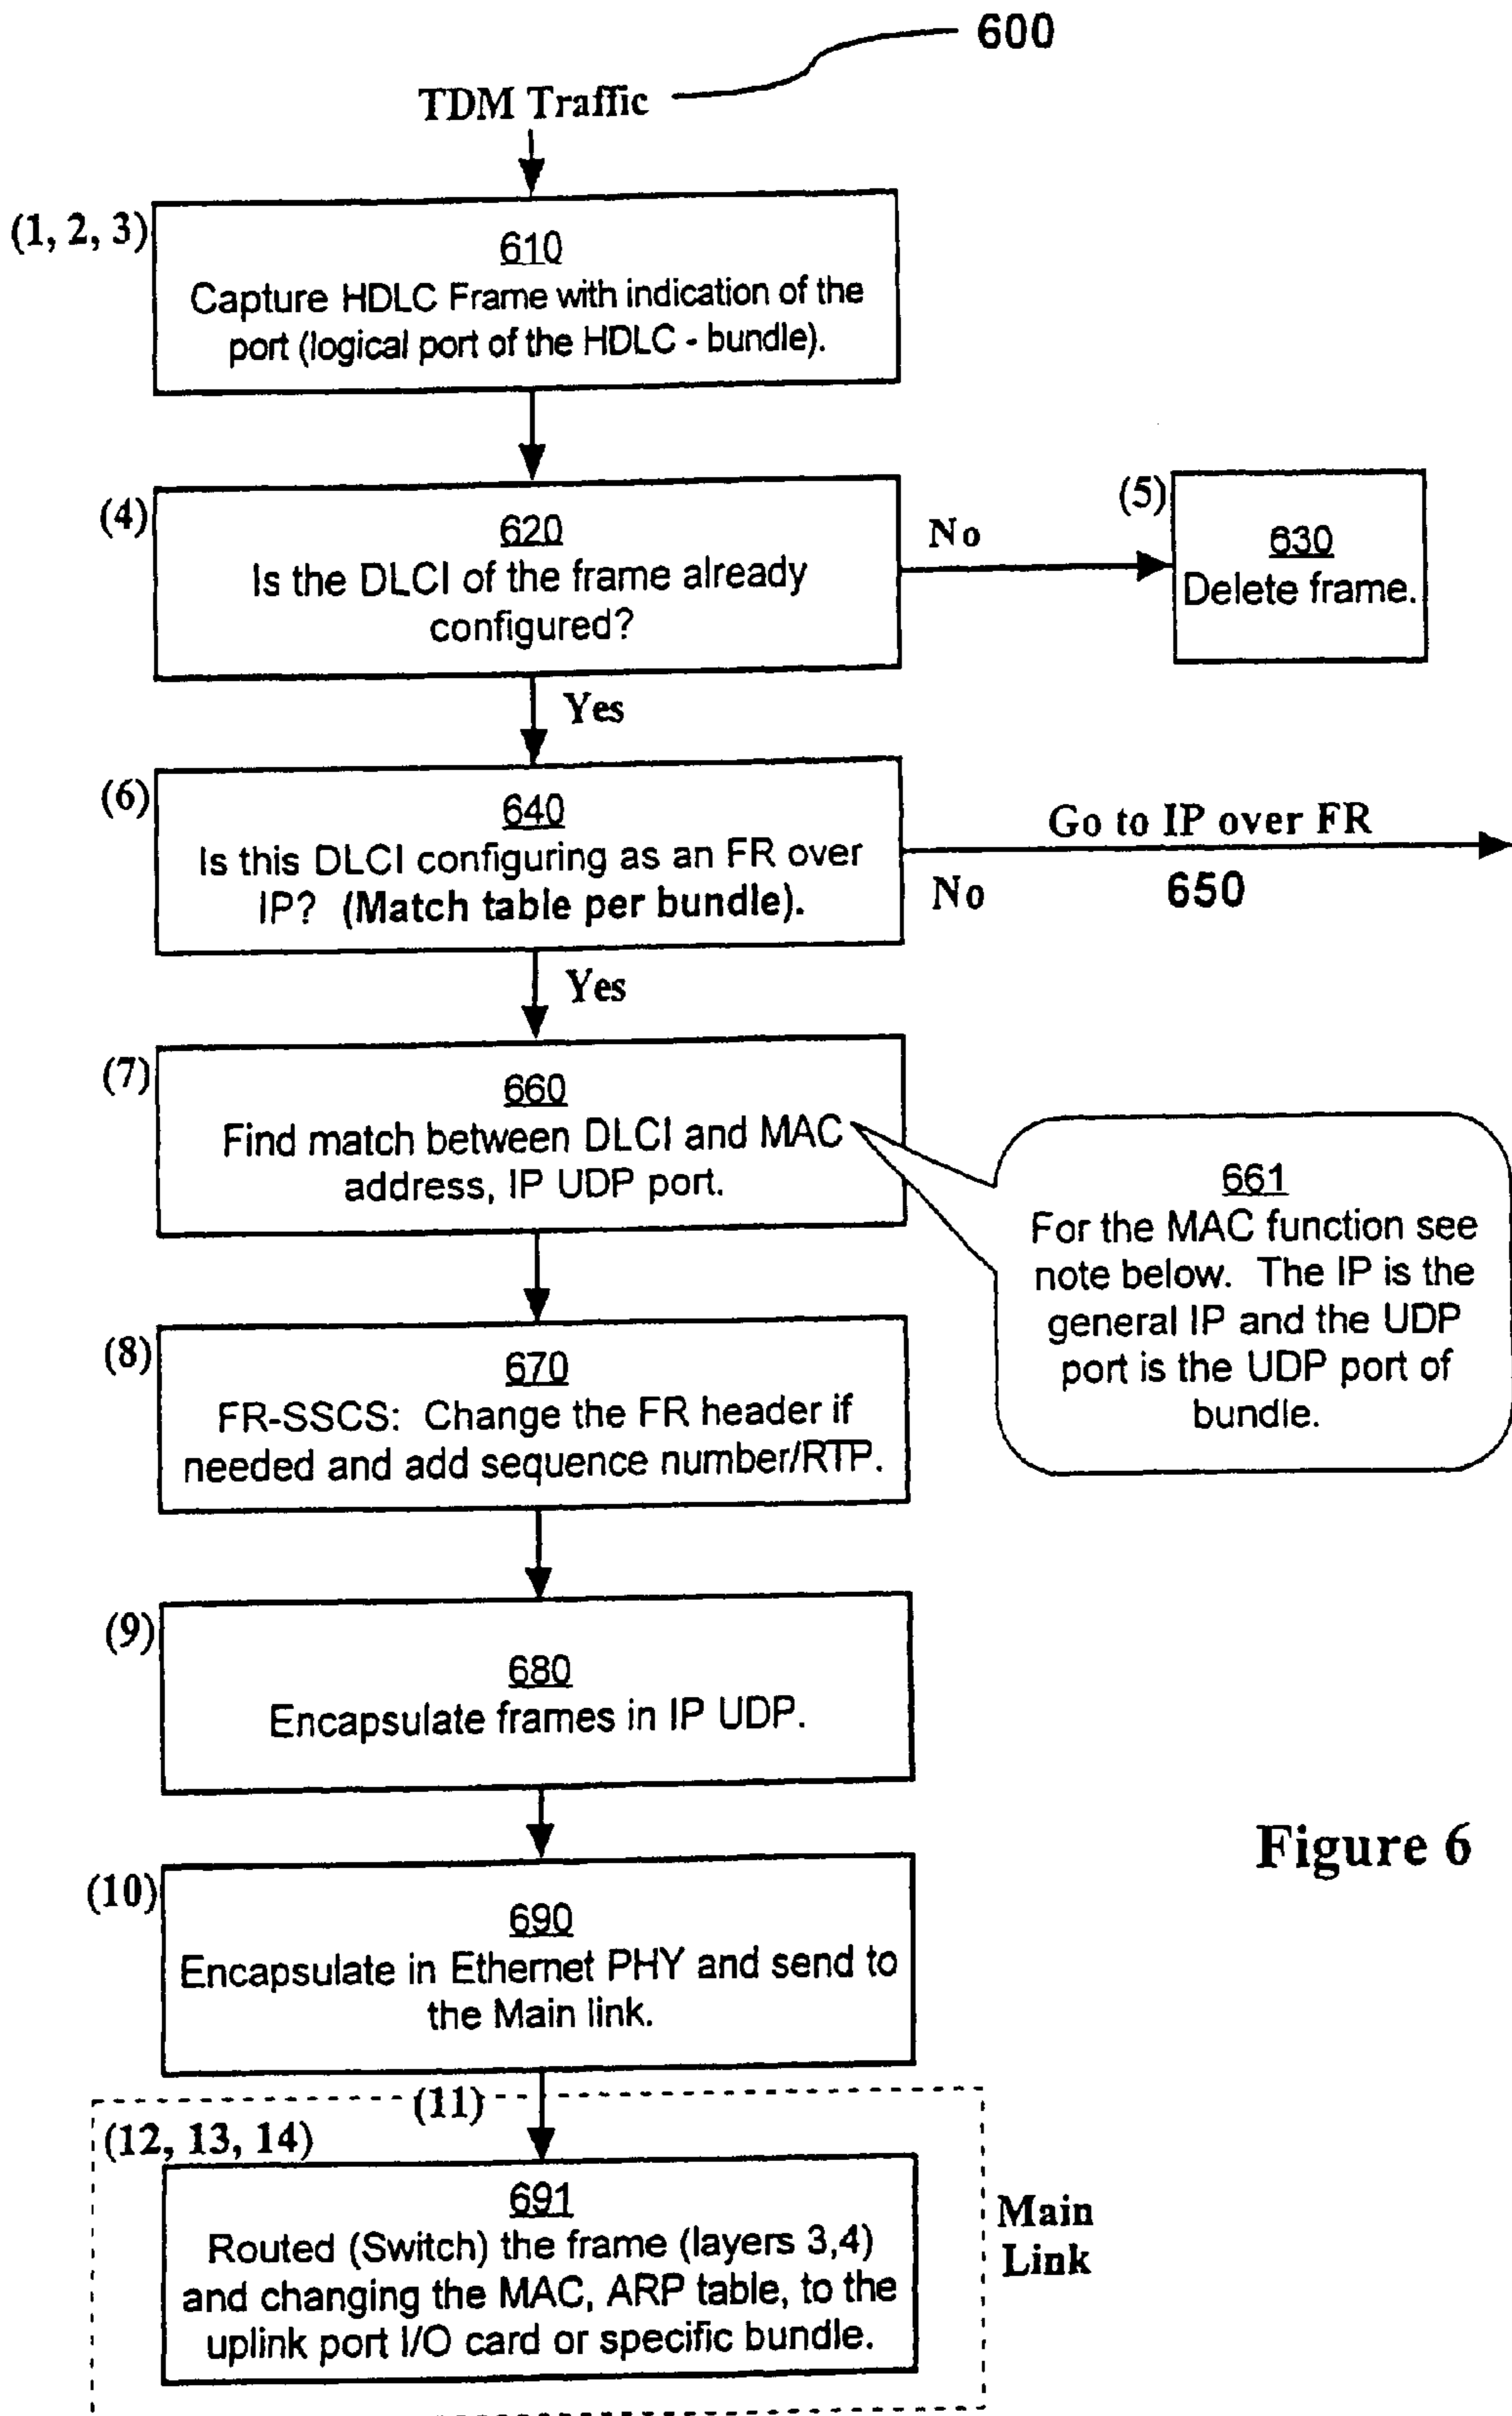 600
TDM Traffic
(1, 2, 3)
610
Capture HDLC Frame with indication of the
port (logical port of the HDLC - bundle).
(4)
620
Is the DLCI of the frame already
configured?
No
(5)
630
Delete frame.
Yes
(6)
640
Is this DLCI configuring as an FR over
IP? (Match table per bundle).
Go to IP over FR
No
650
Yes
(7)
660
Find match between DLCI and MAC
address, IP UDP port.
661
For the MAC function see
note below. The IP is the
general IP and the UDP
port is the UDP port of
bundle.
(8)
670
FR-SSCS: Change the FR header if
needed and add sequence number/RTP.
(9)
680
Encapsulate frames in IP UDP.
Figure 6
(10)
690
Encapsulate in Ethernet PHY and send to
the Main link.
(11)
(12, 13, 14)
691
Routed (Switch) the frame (layers 3,4)
and changing the MAC, ARP table, to the
uplink port I/O card or specific bundle.
Main
Link